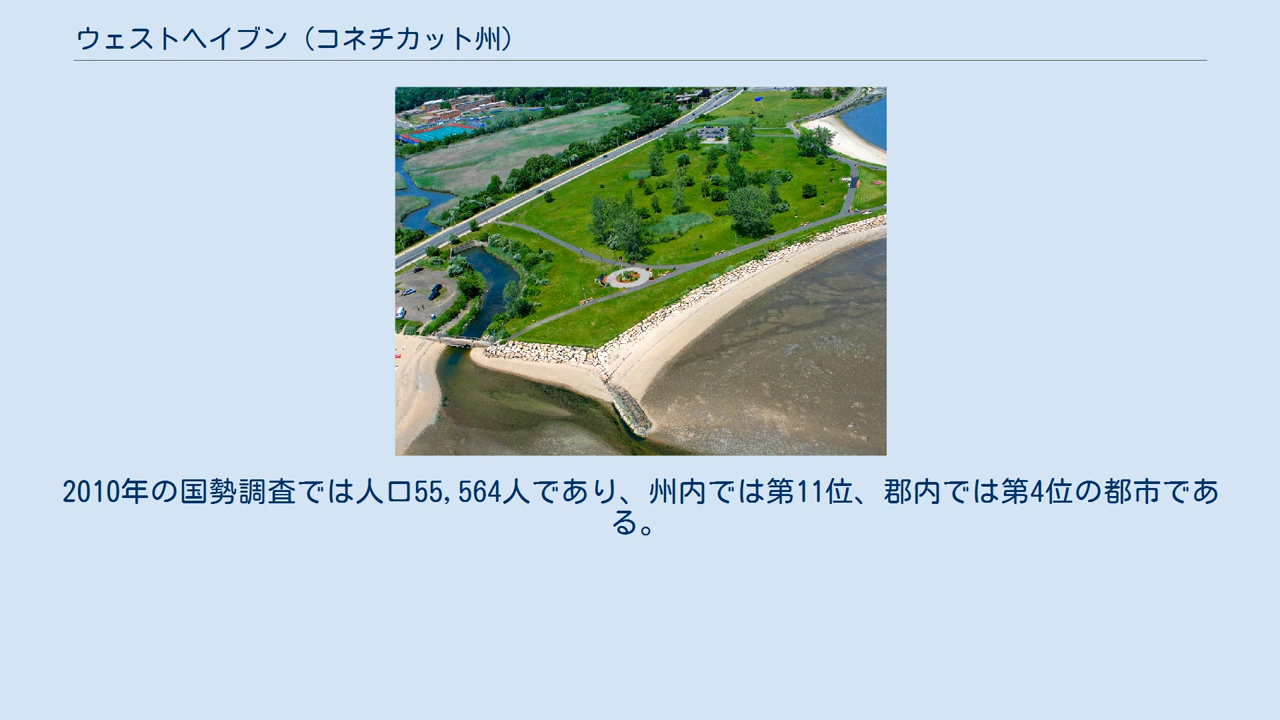 ウェストヘイブン（コネチカット州）
2010年の国勢調査では人口55,564人であり、州内では第11位、郡内では第4位の都市であ
る。